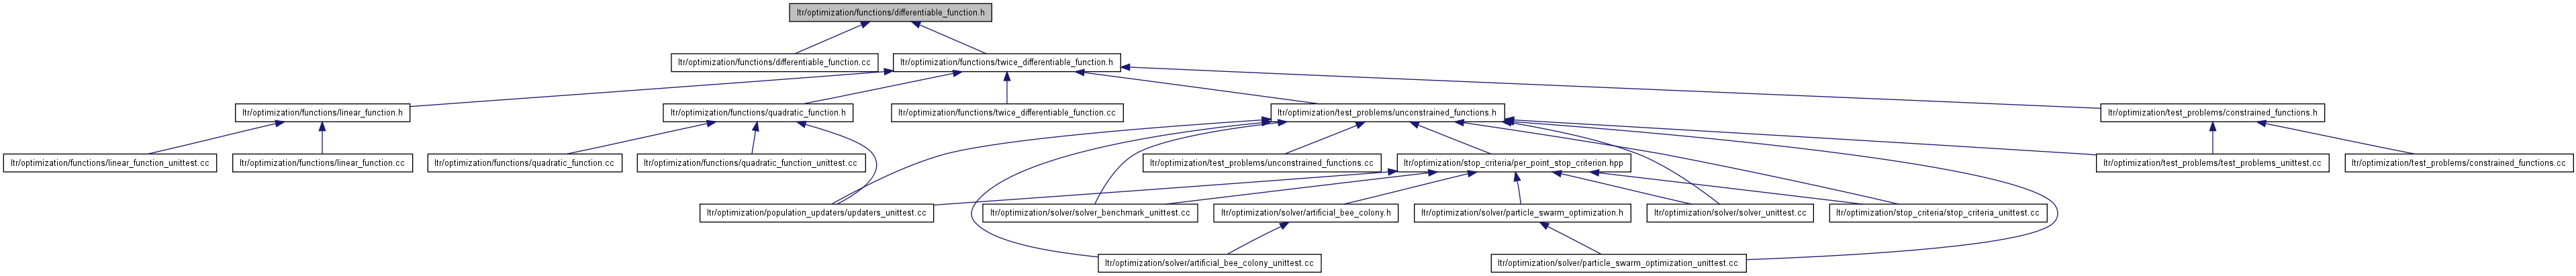 ltr/optimization/functions/differentiable_function.h
ltr/optimization/functions/differentiable_function.cc
ltr/optimization/functions/twice_differentiable_function.h
ltr/optimization/functions/linear_function.h
ltr/optimization/functions/quadratic_function.h
ltr/optimization/functions/twice_differentiable_function.cc
ltr/optimization/test_problems/unconstrained_functions.h
ltr/optimization/test_problems/constrained_functions.h
ltr/optimization/functions/linear_function_unittest.cc
ltr/optimization/functions/linear_function.cc
ltr/optimization/functions/quadratic_function.cc
ltr/optimization/functions/quadratic_function_unittest.cc
ltr/optimization/test_problems/unconstrained_functions.cc
ltr/optimization/stop_criteria/per_point_stop_criterion.hpp
ltr/optimization/test_problems/test_problems_unittest.cc
ltr/optimization/test_problems/constrained_functions.cc
ltr/optimization/population_updaters/updaters_unittest.cc
ltr/optimization/solver/solver_benchmark_unittest.cc
ltr/optimization/solver/artificial_bee_colony.h
ltr/optimization/solver/particle_swarm_optimization.h
ltr/optimization/solver/solver_unittest.cc
ltr/optimization/stop_criteria/stop_criteria_unittest.cc
ltr/optimization/solver/artificial_bee_colony_unittest.cc
ltr/optimization/solver/particle_swarm_optimization_unittest.cc